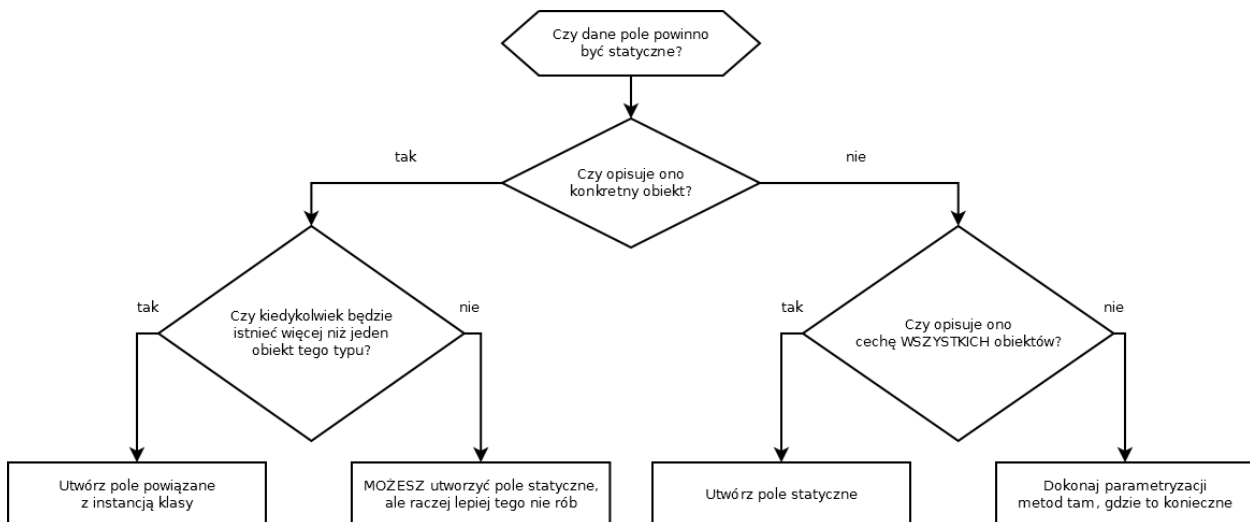 Czy dane pole powinno
być statyczne?
tak
nie
Czy opisuje ono
konkretny obiekt?
tak
nie
tak
nie
Czy kiedykolwiek będzie
istnieć więcej niż jeden
obiekt tego typu?
Czy opisuje ono
cechę WSZYSTKICH obiektów?
Utwórz pole powiązane
z instancją klasy
MOŻESZ utworzyć pole statyczne,
ale raczej lepiej tego nie rób
Utwórz pole statyczne
Dokonaj parametryzacji
metod tam, gdzie to konieczne